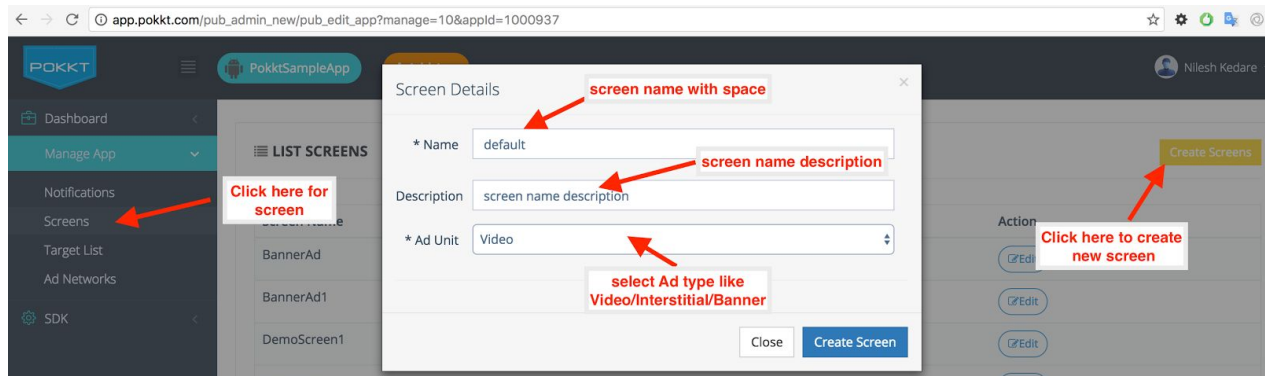 app.pokkt.com/pub_admin_new/pub_edit_app?manage=10&appId=1000937
POKKT
PokktSampleApp
Nilesh Kedare
Screen Details
×
screen name with space
Dashboard
Manage App
LIST SCREENS
* Name
default
Create Screens
screen name description
Notifications
Click here for
screen
Description
screen name description
Screens
Action
* Ad Unit
Video
Click here to create
new screen
Target List
BannerAd
select Ad type like
Video/Interstitial/Banner
Ad Networks
BannerAd1
Edit
SDK
DemoScreen1
Close
Create Screen
Edit